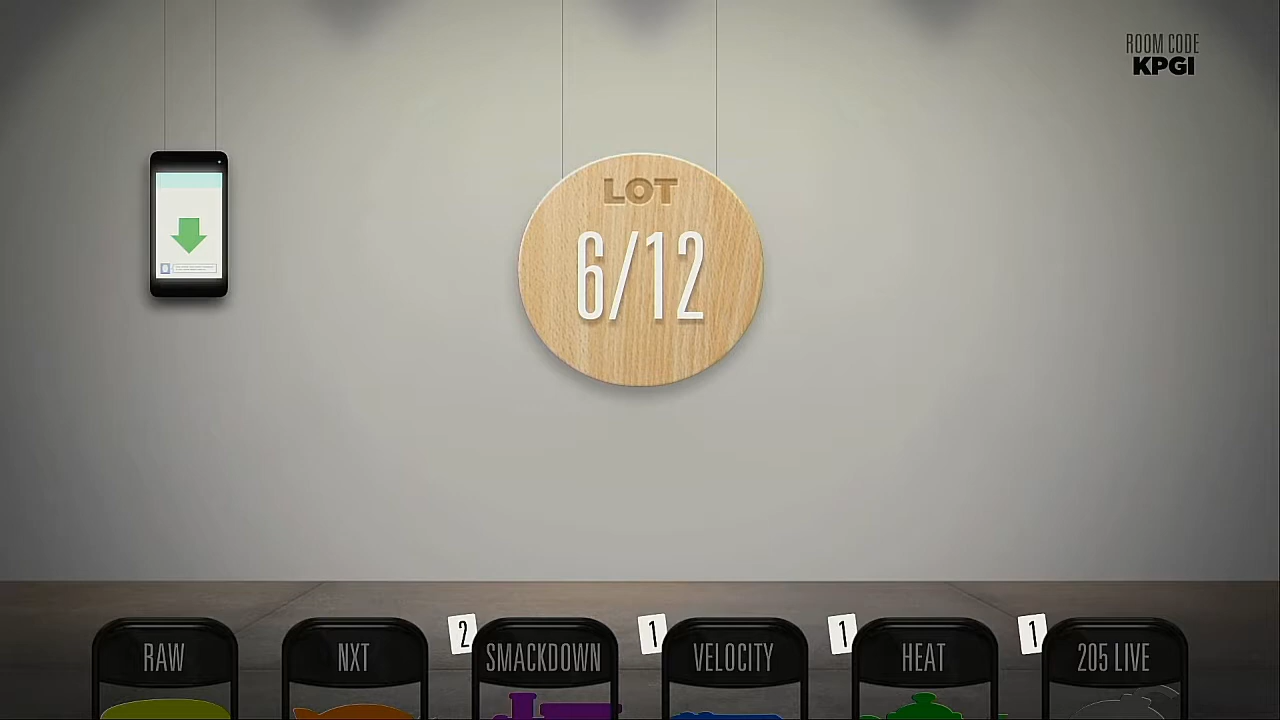 ROOM CODE
KPGI
LOT
6/12
2
1
1
1
RAW
NXT
SMACKDOWN
VELOCITY
HEAT
205 LIVE